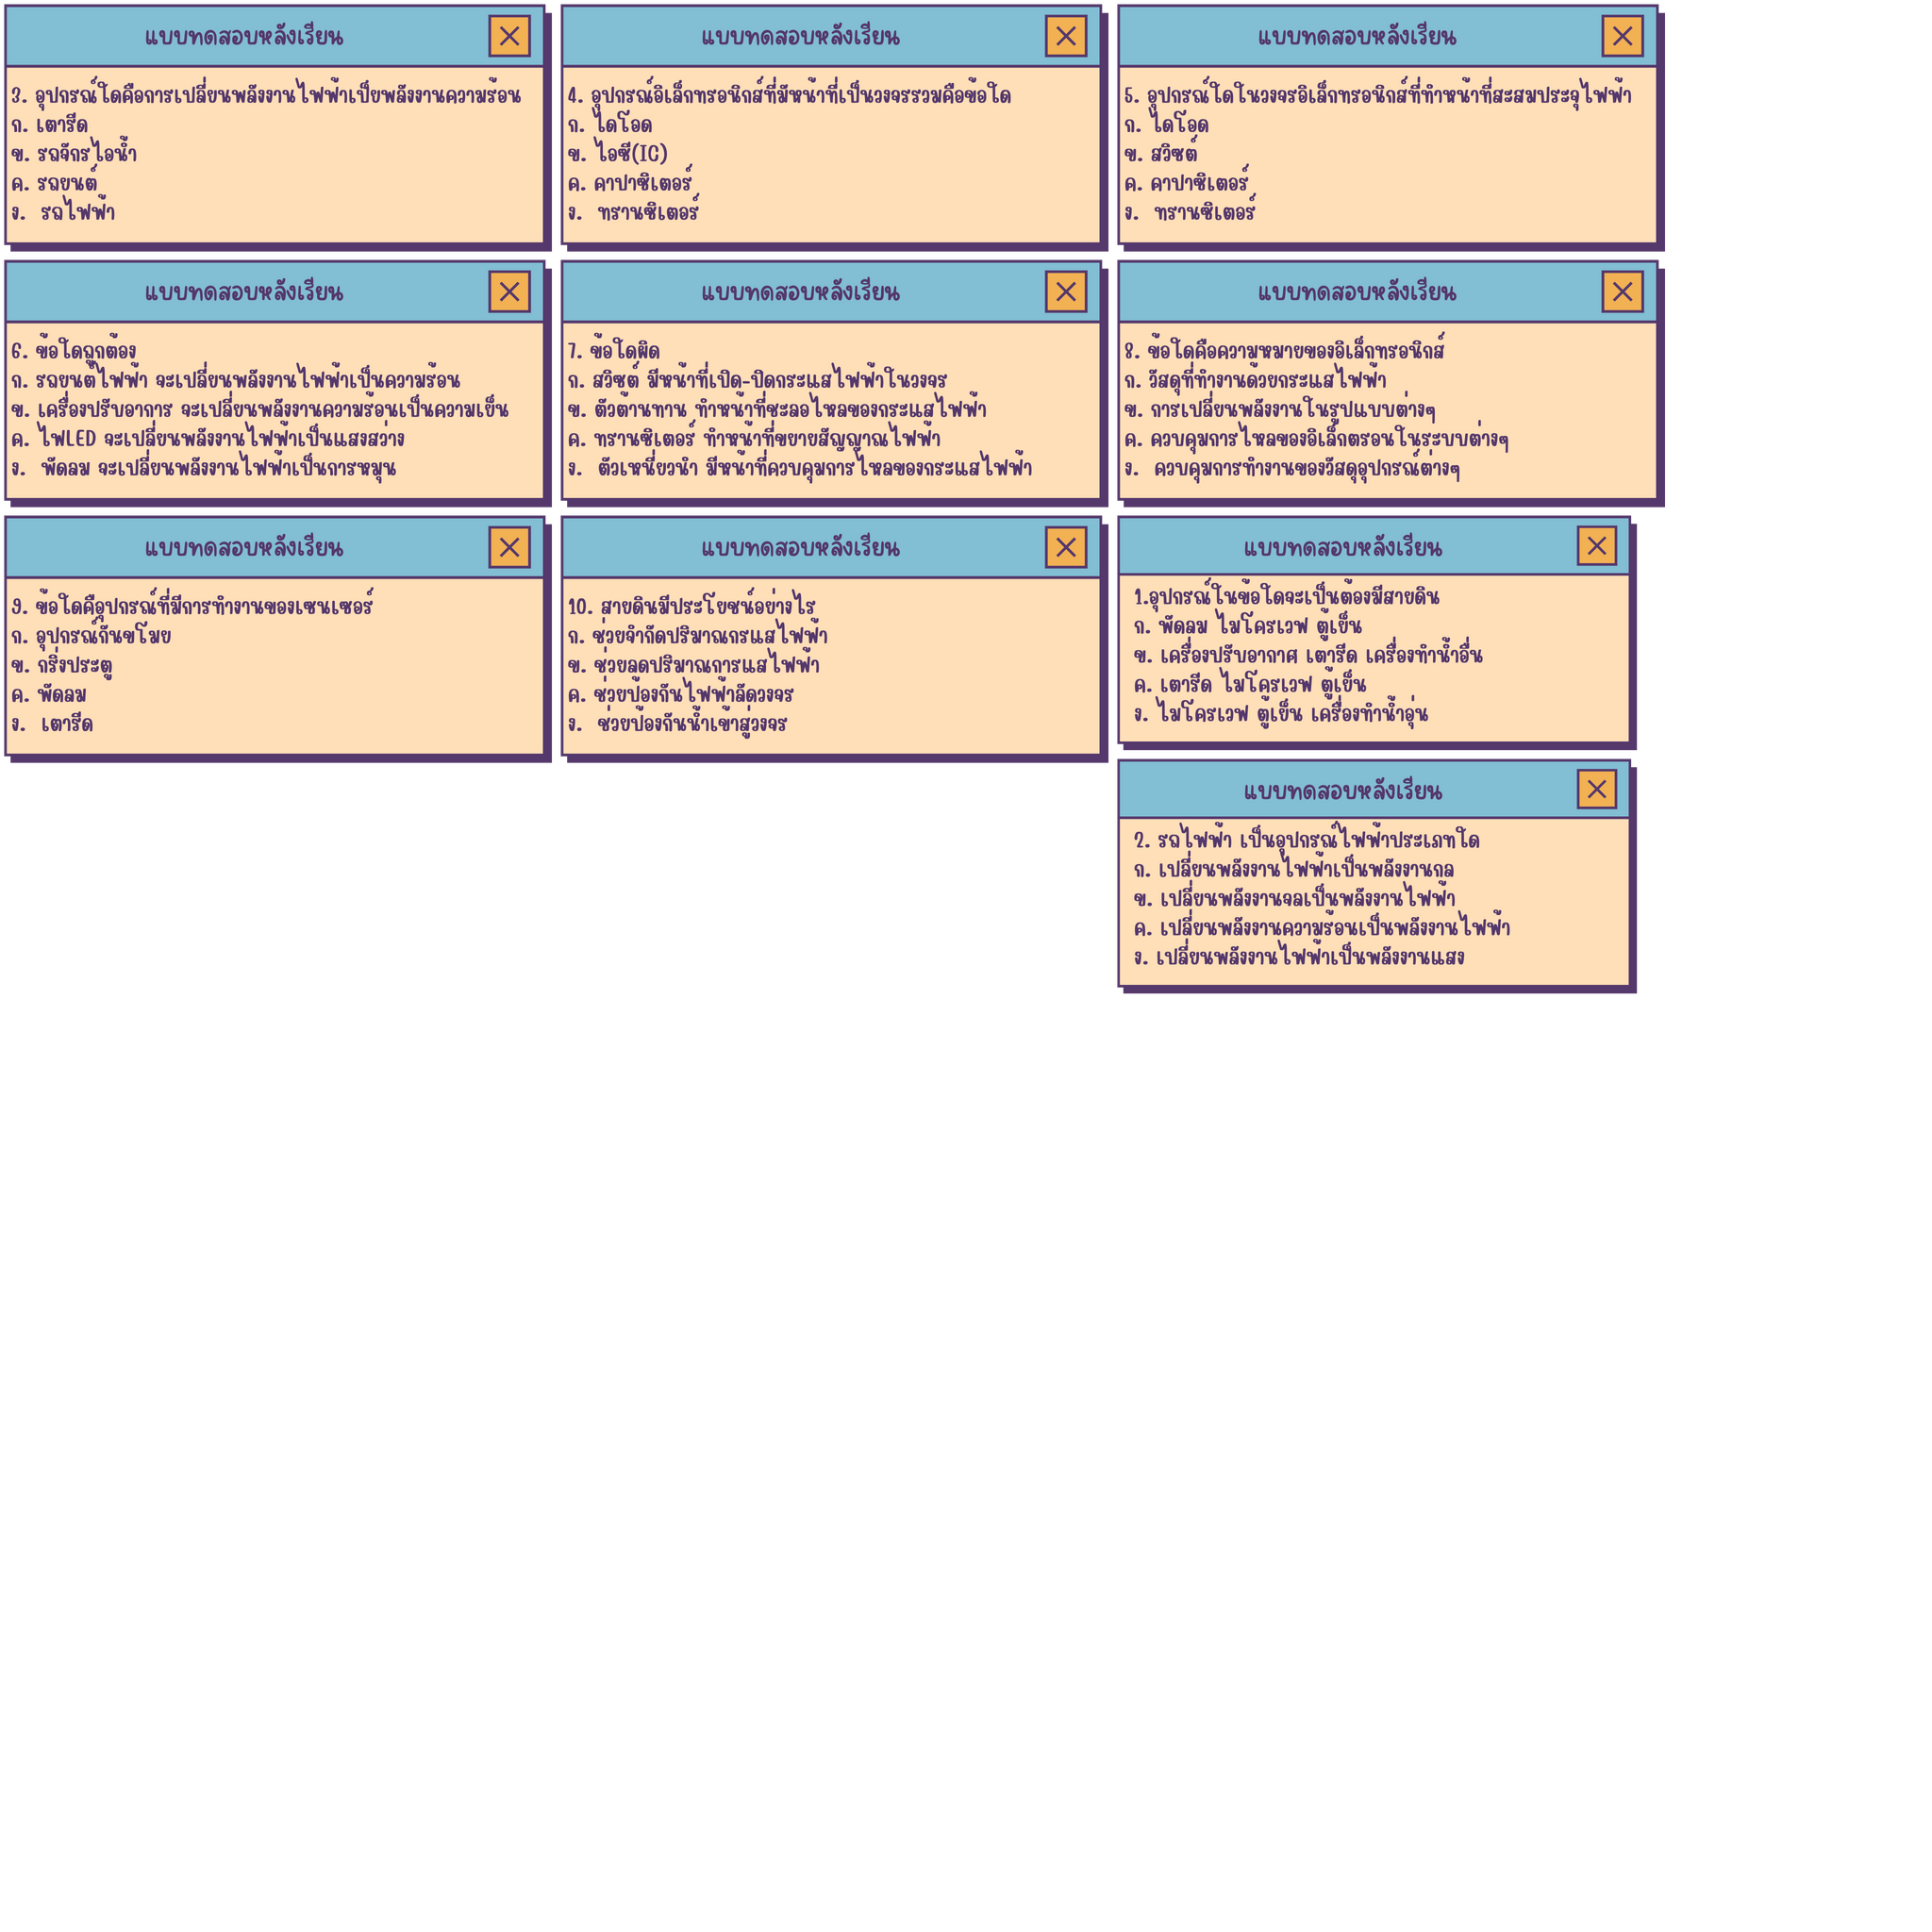 แบบทดสอบหลังเรียน
3. อุปกรณ์ใดคือการเปลี่ยนพลังงานไฟฟ้าเป็ยพลังงานความร้อน
ก. เตารีด
ข. รถจักรไอน้ำ
ค. รถยนต์
ง. รถไฟฟ้า
แบบทดสอบหลังเรียน
4. อุปกรณ์อิเล็กทรอนิกส์ที่มีหน้าที่เป็นวงจรรวมคือข้อใด
ก. ไดโอด
ข. ไอซี(IC)
ค. คาปาซิเตอร์
ง. ทรานซิเตอร์
แบบทดสอบหลังเรียน
5. อุปกรณ์ใดในวงจรอิเล็กทรอนิกส์ที่ทำหน้าที่สะสมประจุไฟฟ้า
ก. ไดโอด
ข. สวิซต์
ค. คาปาซิเตอร์
ง. ทรานซิเตอร์
แบบทดสอบหลังเรียน
6. ข้อใดถูกต้อง
ก. รถยนต์ไฟฟ้า จะเปลี่ยนพลังงานไฟฟ้าเป็นความร้อน
ข. เครื่องปรับอาการ จะเปลี่ยนพลังงานความร้อนเป็นความเย็น
ค. ไฟLED จะเปลี่ยนพลังงานไฟฟ้าเป็นแสงสว่าง
ง. พัดลม จะเปลี่ยนพลังงานไฟฟ้าเป็นการหมุน
แบบทดสอบหลังเรียน
7. ข้อใดผิด
ก. สวิซต์ มีหน้าที่เปิด-ปิดกระแสไฟฟ้าในวงจร
ข. ตัวต้านทาน ทำหน้าที่ชะลอไหลของกระแสไฟฟ้า
ค. ทรานซิเตอร์ ทำหน้าที่ขยายสัญญาณไฟฟ้า
ง. ตัวเหนี่ยวนำ มีหน้าที่ควบคุมการไหลของกระแสไฟฟ้า
แบบทดสอบหลังเรียน
8. ข้อใดคือความหมายของอิเล็กทรอนิกส์
ก. วัสดุที่ทำงานด้วยกระแสไฟฟ้า
ข. การเปลี่ยนพลังงานในรูปแบบต่างๆ
ค. ควบคุมการไหลของอิเล็กตรอนในระบบต่างๆ
ง. ควบคุมการทำงานของวัสดุอุปกรณ์ต่างๆ
แบบทดสอบหลังเรียน
9. ข้อใดคืออุปกรณ์ที่มีการทำงานของเซนเซอร์
ก. อุปกรณ์กันขโมย
ข. กริ่งประตู
ค. พัดลม
ง. เตารีด
แบบทดสอบหลังเรียน
10. สายดินมีประโยชน์อย่างไร
ก. ช่วยจำกัดปริมาณกรแสไฟฟ้า
ข. ช่วยลดปริมาณการแสไฟฟ้า
ค. ช่วยป้องกันไฟฟ้าลัดวงจร
ง. ช่วยป้องกันน้ำเข้าสู่วงจร
แบบทดสอบหลังเรียน
1.อุปกรณ์ในข้อใดจะเป็นต้องมีสายดิน
ก. พัดลม ไมโครเวฟ ตู้เย็น
ข. เครื่องปรับอากาศ เตารีด เครื่องทำน้ำอื่น
ค. เตารีด ไมโครเวฟ ตู้เย็น
ง. ไมโครเวฟ ตู้เย็น เครื่องทำน้ำอุ่น
แบบทดสอบหลังเรียน
2. รถไฟฟ้า เป็นอุปกรณ์ไฟฟ้าประเภทใด
ก. เปลี่ยนพลังงานไฟฟ้าเป็นพลังงานกล
ข. เปลี่ยนพลังงานจลเป็นพลังงานไฟฟ้า
ค. เปลี่ยนพลังงานความร้อนเป็นพลังงานไฟฟ้า
ง. เปลี่ยนพลังงานไฟฟ้าเป็นพลังงานแสง